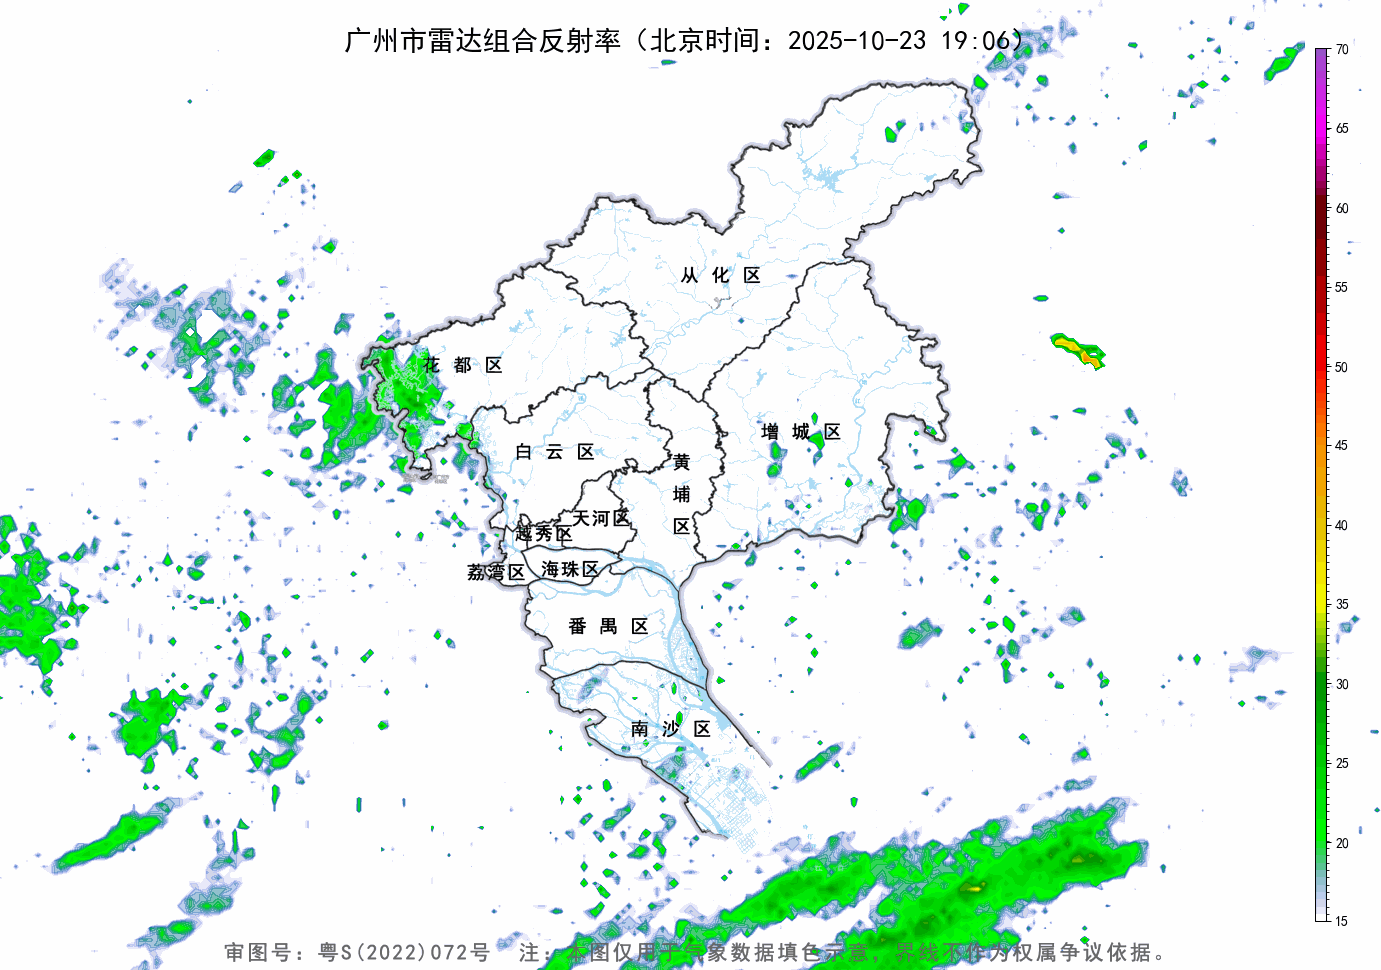 广州市雷达组合反射率（北京时间：2025-10-23 19:06）
70
65
60
55
50
45
40
35
30
25
20
15
从化区
花都区
增城区
白云区
黄埔区
天河区
越秀区
荔湾区
海珠区
番禺区
南沙区
审图号：粤S(2022)072号 注：本图仅用于气象数据填色示意，界线不作为权属争议依据。